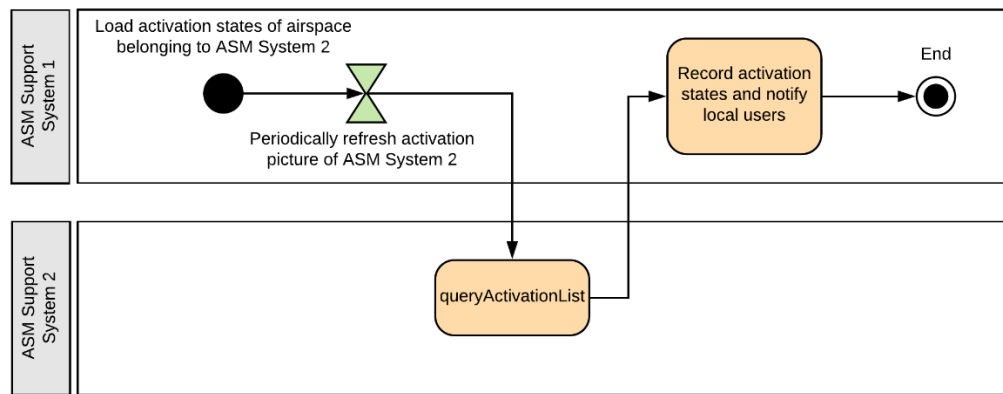 ASM Support
System 1
Load activation states of airspace
belonging to ASM System 2
Periodically refresh activation
picture of ASM System 2
Record activation
states and notify
local users
End
ASM Support
System 2
queryActivationList